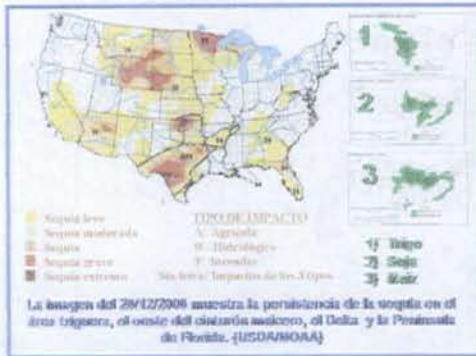 1
2
3
Sequía leve
Sequía moderada
Sequía
Sequía grave
Sequía extrema
TIPO DE IMPACTO
A: Agrícola
H: Hidrológico
Sin letra: Impactos de los 3 tipos
1) Trigo
2) Soja
3) Maíz
La imagen del 26/12/2006 muestra la persistencia de la sequía en el
área triguera, el oeste del cinturón maicero, el Delta y la Península
de Florida. (USDA/NOAA)